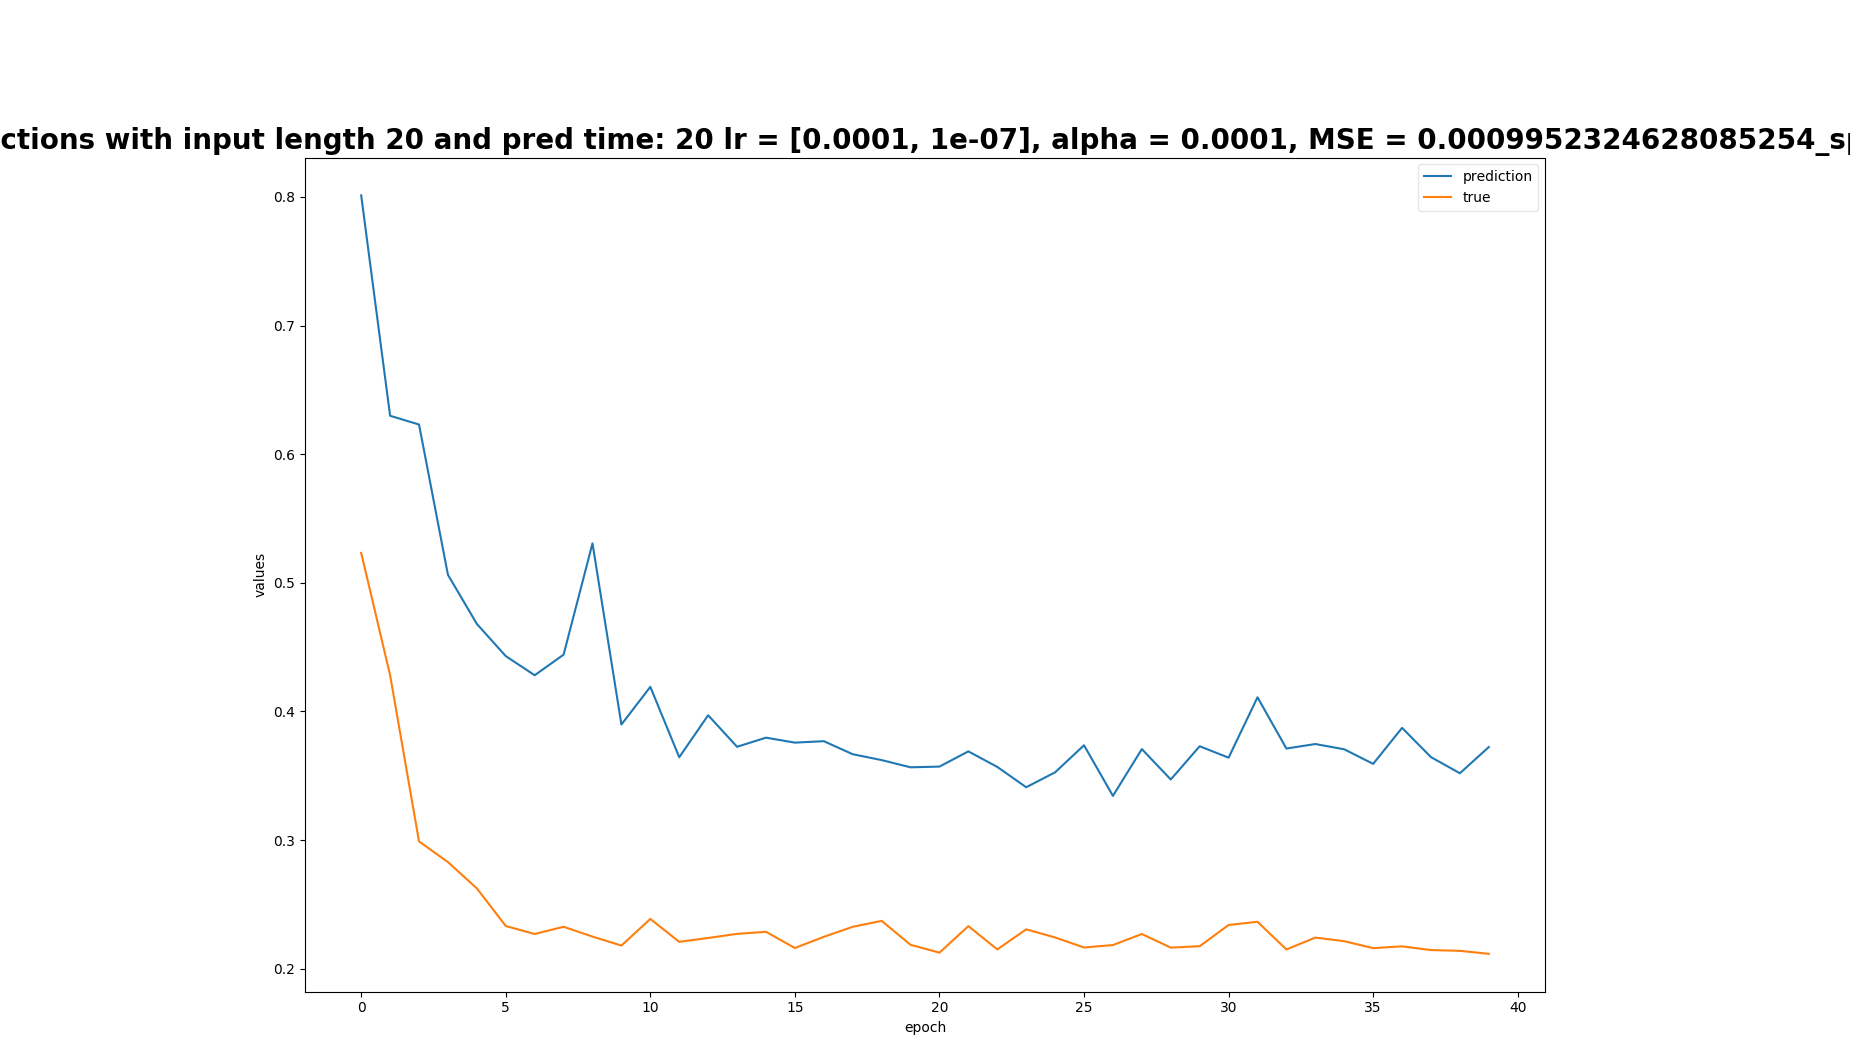 ctions with input length 20 and pred time: 20 lr = [0.0001, 1e-07], alpha = 0.0001, MSE = 0.0009952324628085254_sp
prediction
true
0.8
0.7
0.6
0.5
0.4
0.3
0.2
values
0 5 10 15 20 25 30 35 40
epoch